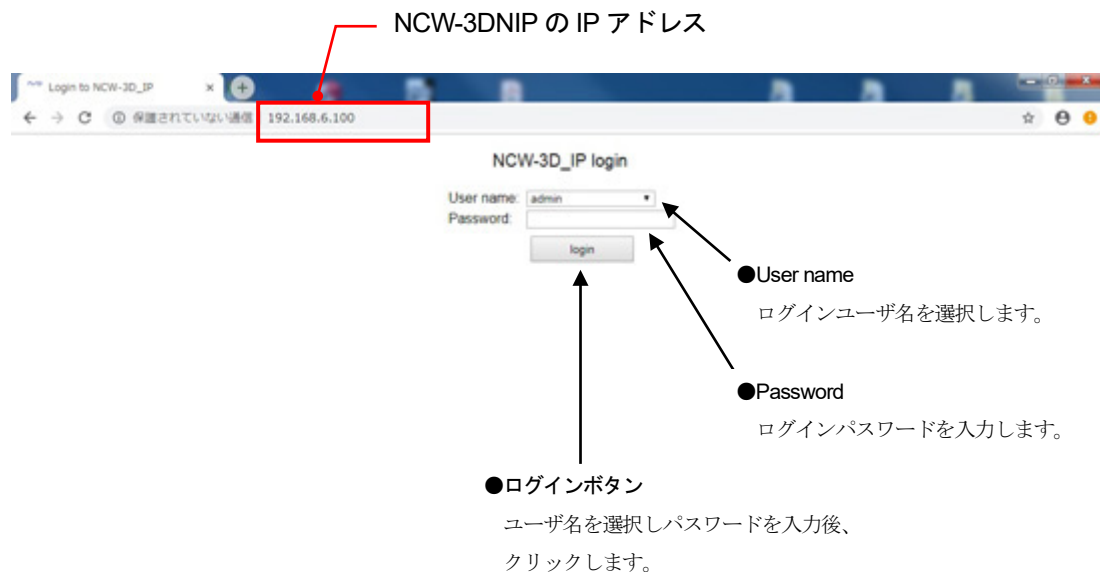 NCW-3DNIP の IP アドレス
Login to NCW-3D_IP
保護されていない通信 192.168.6.100
NCW-3D_IP login
User name: admin
Password:
login
●User name
ログインユーザ名を選択します。
●Password
ログインパスワードを入力します。
●ログインボタン
ユーザ名を選択しパスワードを入力後、
クリックします。